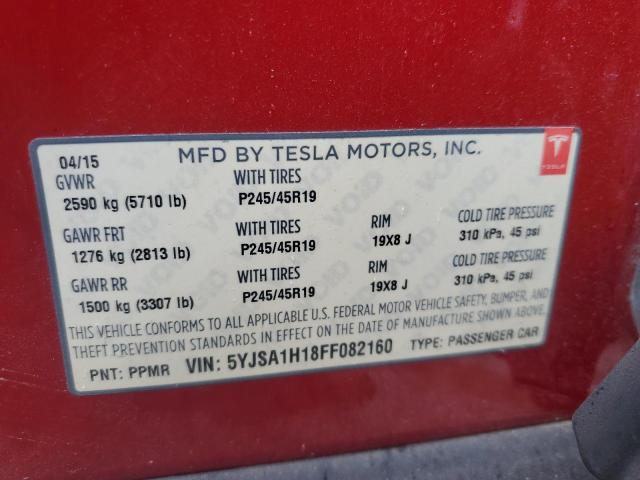 04/15 MFD BY TESLA MOTORS, INC.
TESLA
GVWR WITH TIRES
2590 kg (5710 lb) P245/45R19
GAWR FRT WITH TIRES RIM COLD TIRE PRESSURE
1276 kg (2813 lb) P245/45R19 19X8 J 310 kPa, 45 psi
GAWR RR WITH TIRES RIM COLD TIRE PRESSURE
1500 kg (3307 lb) P245/45R19 19X8 J 310 kPa, 45 psi
THIS VEHICLE CONFORMS TO ALL APPLICABLE U.S. FEDERAL MOTOR VEHICLE SAFETY, BUMPER, AND
THEFT PREVENTION STANDARDS IN EFFECT ON THE DATE OF MANUFACTURE SHOWN ABOVE.
PNT: PPMR VIN: 5YJSA1H18FF082160 TYPE: PASSENGER CAR